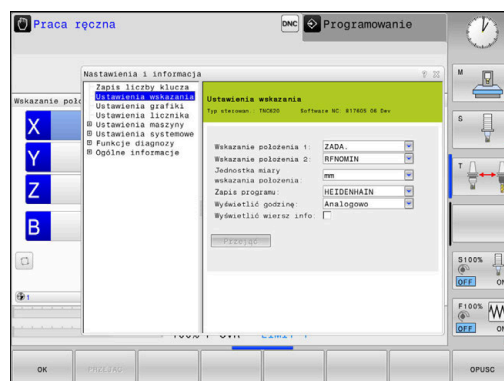 Praca ręczna
DNC
Programowanie
Nastawienia i informacja
Zapis liczby klucza
Ustawienia wskazania
Ustawienia grafiki
Ustawienia licznika
Ustawienia maszyny
Ustawienia systemowe
Funkcje diagnozy
Ogólne informacje
Ustawienia wskazania
Typ sterowan.: TNC620 Software NC: 817605 06 Dev
Wskazanie położenia 1: ZADA.
Wskazanie położenia 2: RFNOMIN
Jednostka miary
wskazania położenia: mm
Zapis programu: HEIDENHAIN
Wyświetlić godzinę: Analogowo
Wyświetlić wiersz info:
Przejąć
Wskazanie poło
X
Y
Z
B
1
M
S
T
S100%
OFF
ON
F100%
OFF
ON
OK
PRZEJĄĆ
OPUSC